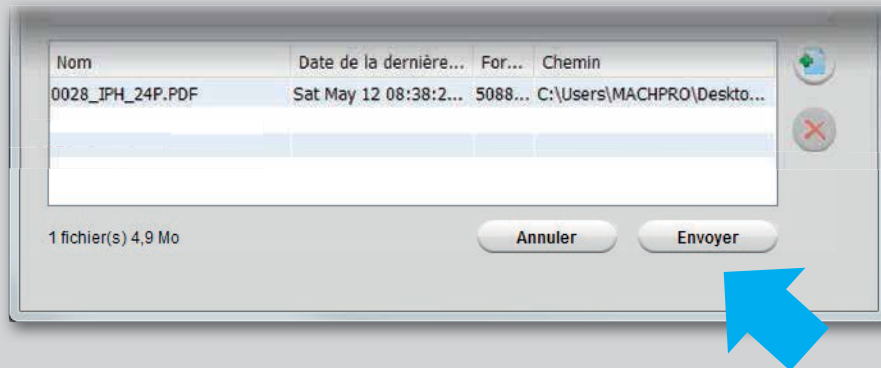 Nom Date de la dernière... For... Chemin
0028_IPH_24P.PDF Sat May 12 08:38:2... 5088... C:\Users\MACHPRO\Deskto...
1 fichier(s) 4,9 Mo Annuler Envoyer